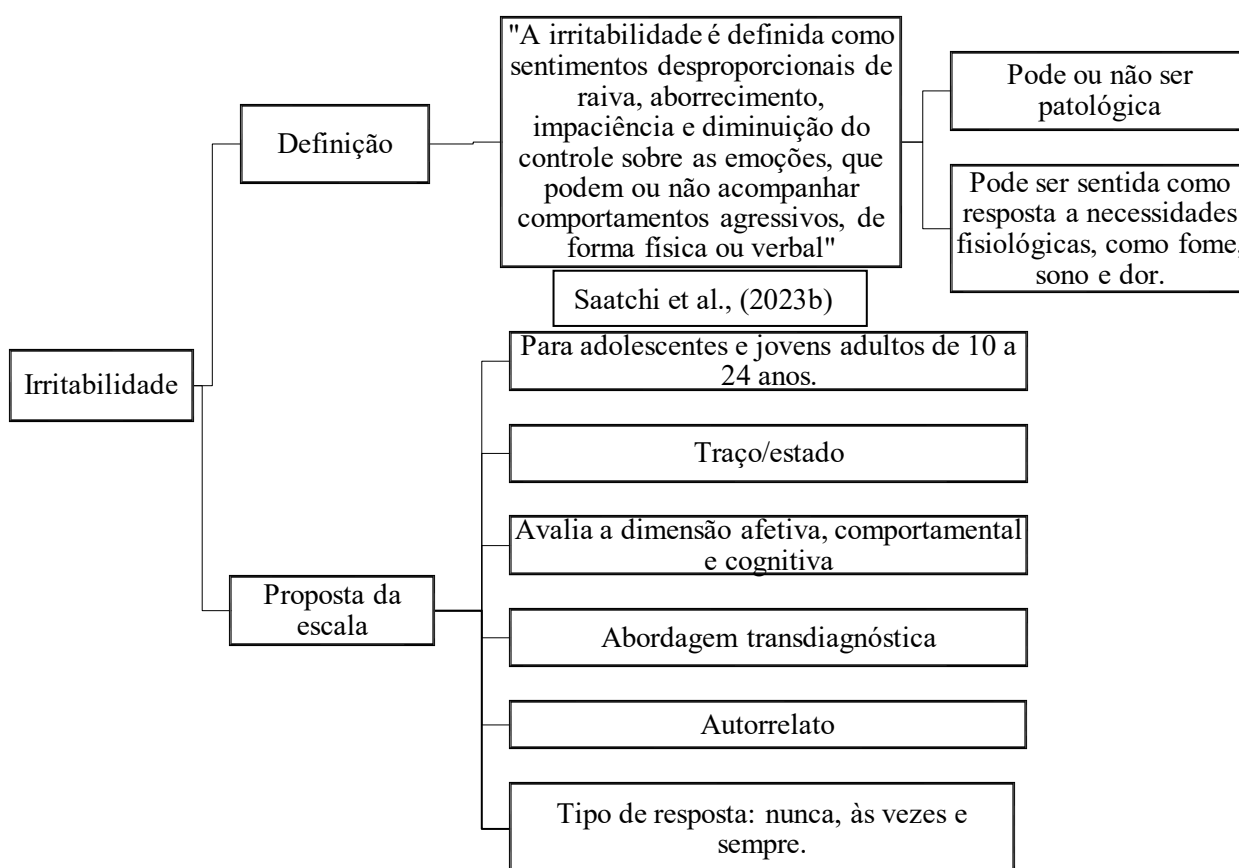 Irritabilidade
Definição
"A irritabilidade é definida como
sentimentos desproporcionais de
raiva, aborrecimento,
impaciência e diminuição do
controle sobre as emoções, que
podem ou não acompanhar
comportamentos agressivos, de
forma física ou verbal"
Saatchi et al., (2023b)
Pode ou não ser
patológica
Pode ser sentida como
resposta a necessidades
fisiológicas, como fome,
sono e dor.
Proposta da
escala
Para adolescentes e jovens adultos de 10 a
24 anos.
Traço/estado
Avalia a dimensão afetiva, comportamental
e cognitiva
Abordagem transdiagnóstica
Autorrelato
Tipo de resposta: nunca, às vezes e
sempre.